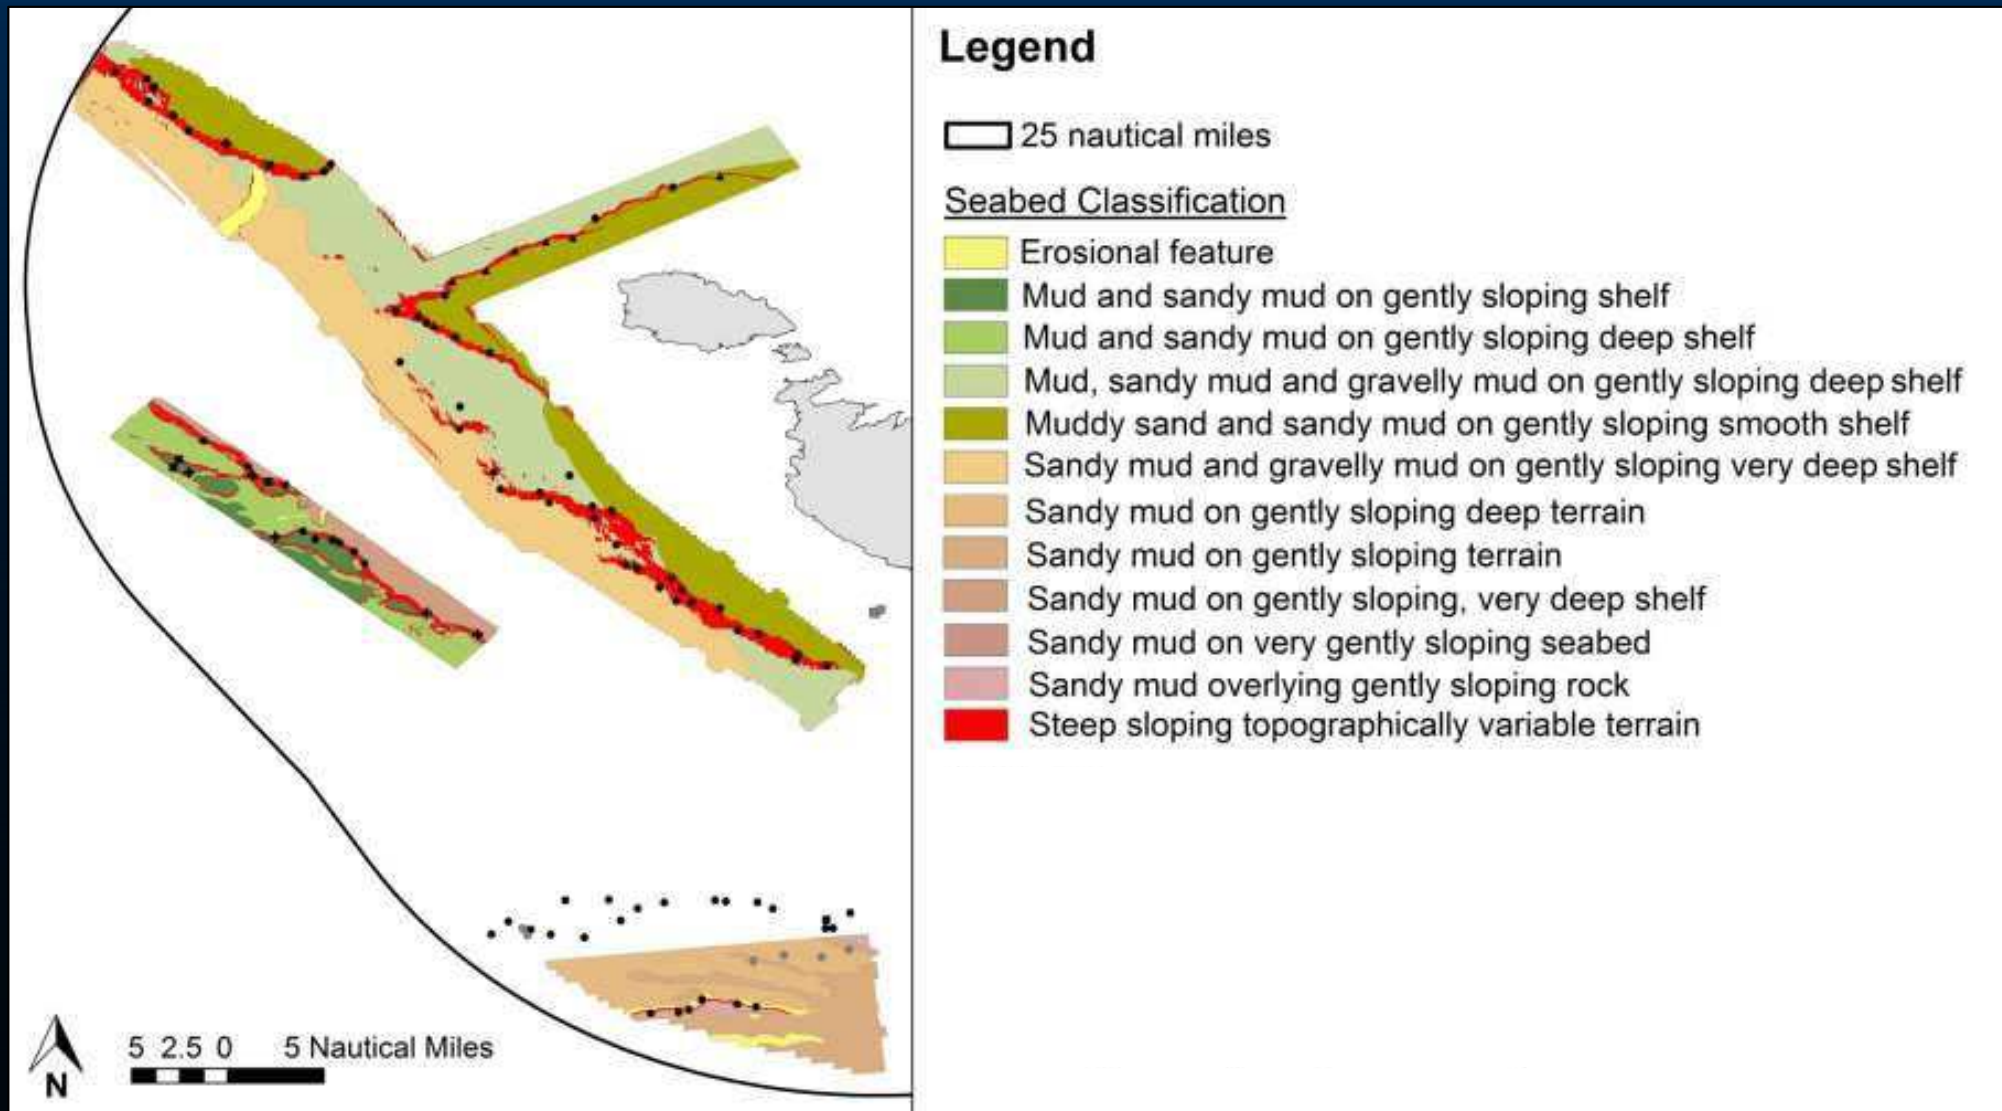 Legend
25 nautical miles
Seabed Classification
Erosional feature
Mud and sandy mud on gently sloping shelf
Mud and sandy mud on gently sloping deep shelf
Mud, sandy mud and gravelly mud on gently sloping deep shelf
Muddy sand and sandy mud on gently sloping smooth shelf
Sandy mud and gravelly mud on gently sloping very deep shelf
Sandy mud on gently sloping deep terrain
Sandy mud on gently sloping terrain
Sandy mud on gently sloping, very deep shelf
Sandy mud on very gently sloping seabed
Sandy mud overlying gently sloping rock
Steep sloping topographically variable terrain
5 2.5 0 5 Nautical Miles
N